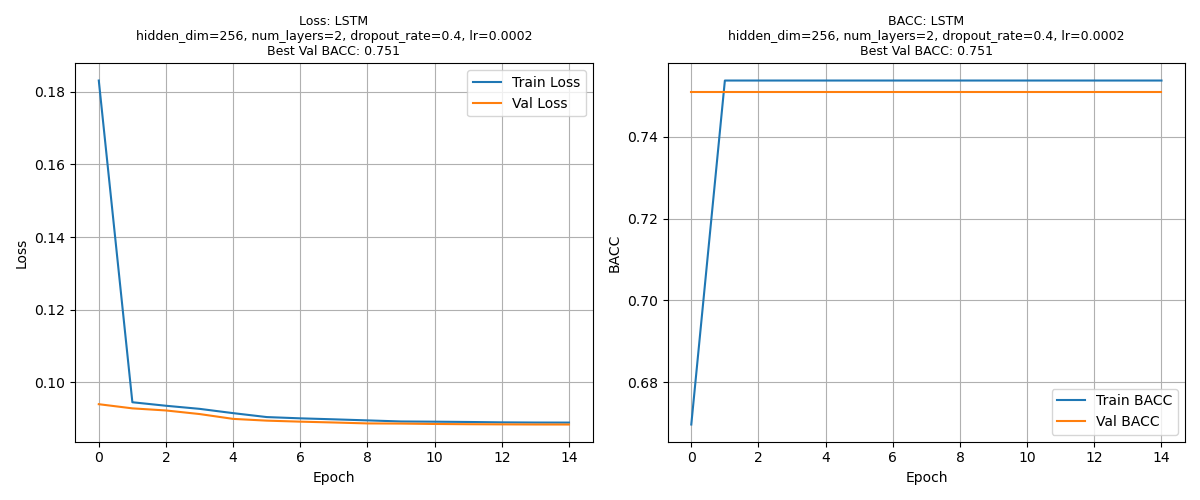 Loss: LSTM
hidden_dim=256, num_layers=2, dropout_rate=0.4, lr=0.0002
Best Val BACC: 0.751
Train Loss
Val Loss
0.18
0.16
0.14
0.12
0.10
Loss
0 2 4 6 8 10 12 14
Epoch
BACC: LSTM
hidden_dim=256, num_layers=2, dropout_rate=0.4, lr=0.0002
Best Val BACC: 0.751
0.74
0.72
0.70
0.68
BACC
Train BACC
Val BACC
0 2 4 6 8 10 12 14
Epoch